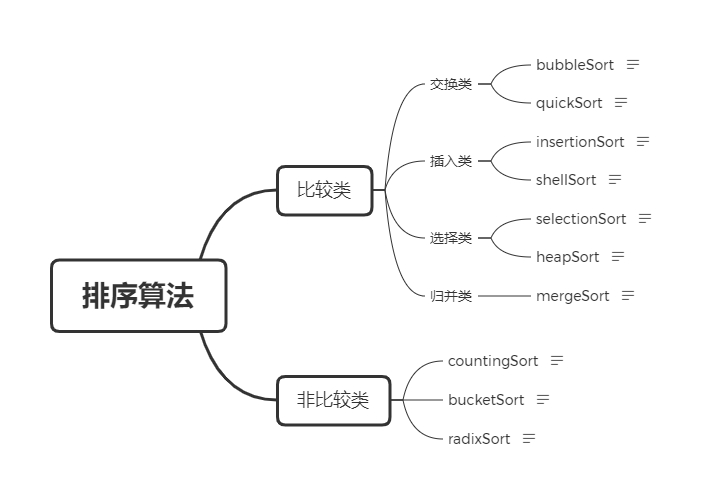 排序算法
比较类
交换类
bubbleSort
quickSort
插入类
insertionSort
shellSort
选择类
selectionSort
heapSort
归并类
mergeSort
非比较类
countingSort
bucketSort
radixSort